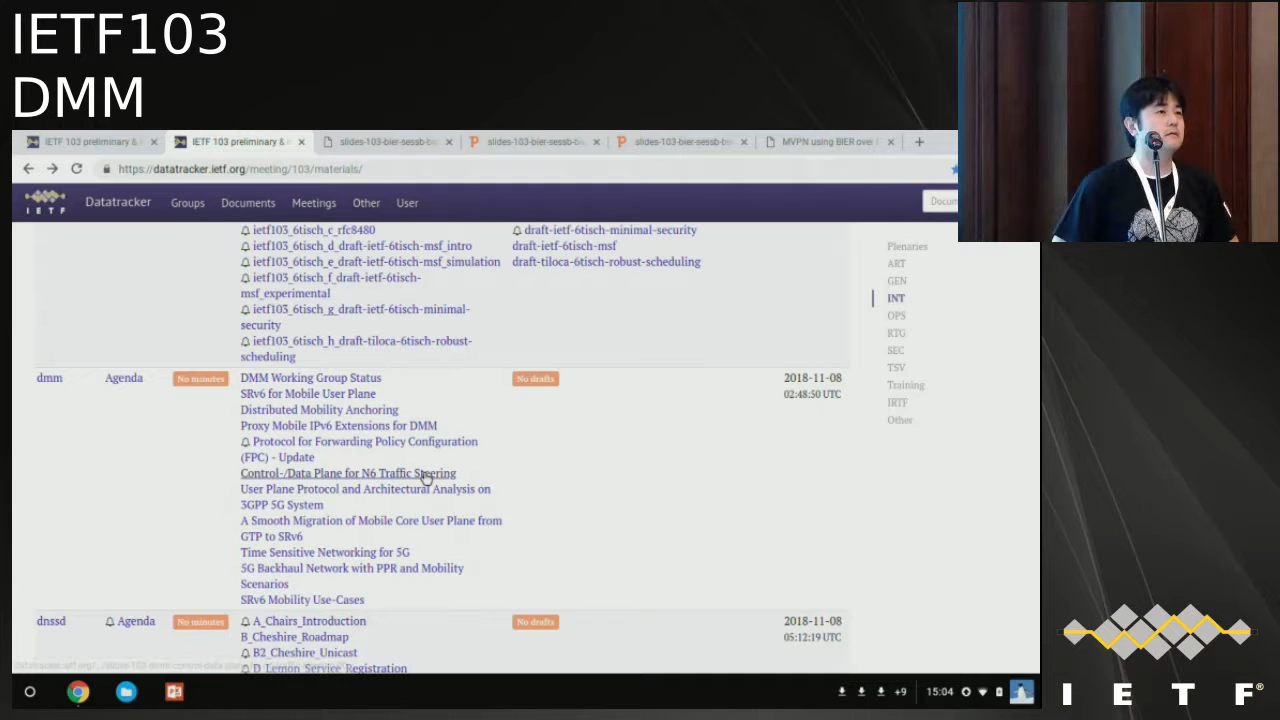 IETF103
DMM
IETF 103 preliminary &
IETF 103 preliminary &
slides-103-bier-sessb-
slides-103-bier-sessb-
slides-103-bier-sessb-
MVPN using BIER over
https://datatracker.ietf.org/meeting/103/materials/
IETF
Datatracker Groups Documents Meetings Other User
ietf103_6tisch_c_rfc8480
ietf103_6tisch_d_draft-ietf-6tisch-msf_intro
ietf103_6tisch_e_draft-ietf-6tisch-msf_simulation
ietf103_6tisch_f_draft-ietf-6tisch-
msf_experimental
ietf103_6tisch_g_draft-ietf-6tisch-minimal-
security
ietf103_6tisch_h_draft-tiloca-6tisch-robust-
scheduling
draft-ietf-6tisch-minimal-security
draft-ietf-6tisch-msf
draft-tiloca-6tisch-robust-scheduling
dmm Agenda No minutes
DMM Working Group Status
SRv6 for Mobile User Plane
Distributed Mobility Anchoring
Proxy Mobile IPv6 Extensions for DMM
Protocol for Forwarding Policy Configuration
(FPC) - Update
Control-/Data Plane for N6 Traffic Steering
User Plane Protocol and Architectural Analysis on
3GPP 5G System
A Smooth Migration of Mobile Core User Plane from
GTP to SRv6
Time Sensitive Networking for 5G
5G Backhaul Network with PPR and Mobility
Scenarios
SRv6 Mobility Use-Cases
No drafts
2018-11-08
02:48:50 UTC
dnssd Agenda No minutes
A_Chairs_Introduction
B_Cheshire_Roadmap
B2_Cheshire_Unicast
D_Lemon_Service_Registration
No drafts
2018-11-08
05:12:19 UTC
Plenaries
ART
GEN
INT
OPS
RTG
SEC
TSV
Training
IRTF
Other
+9 15:04
I E T F®